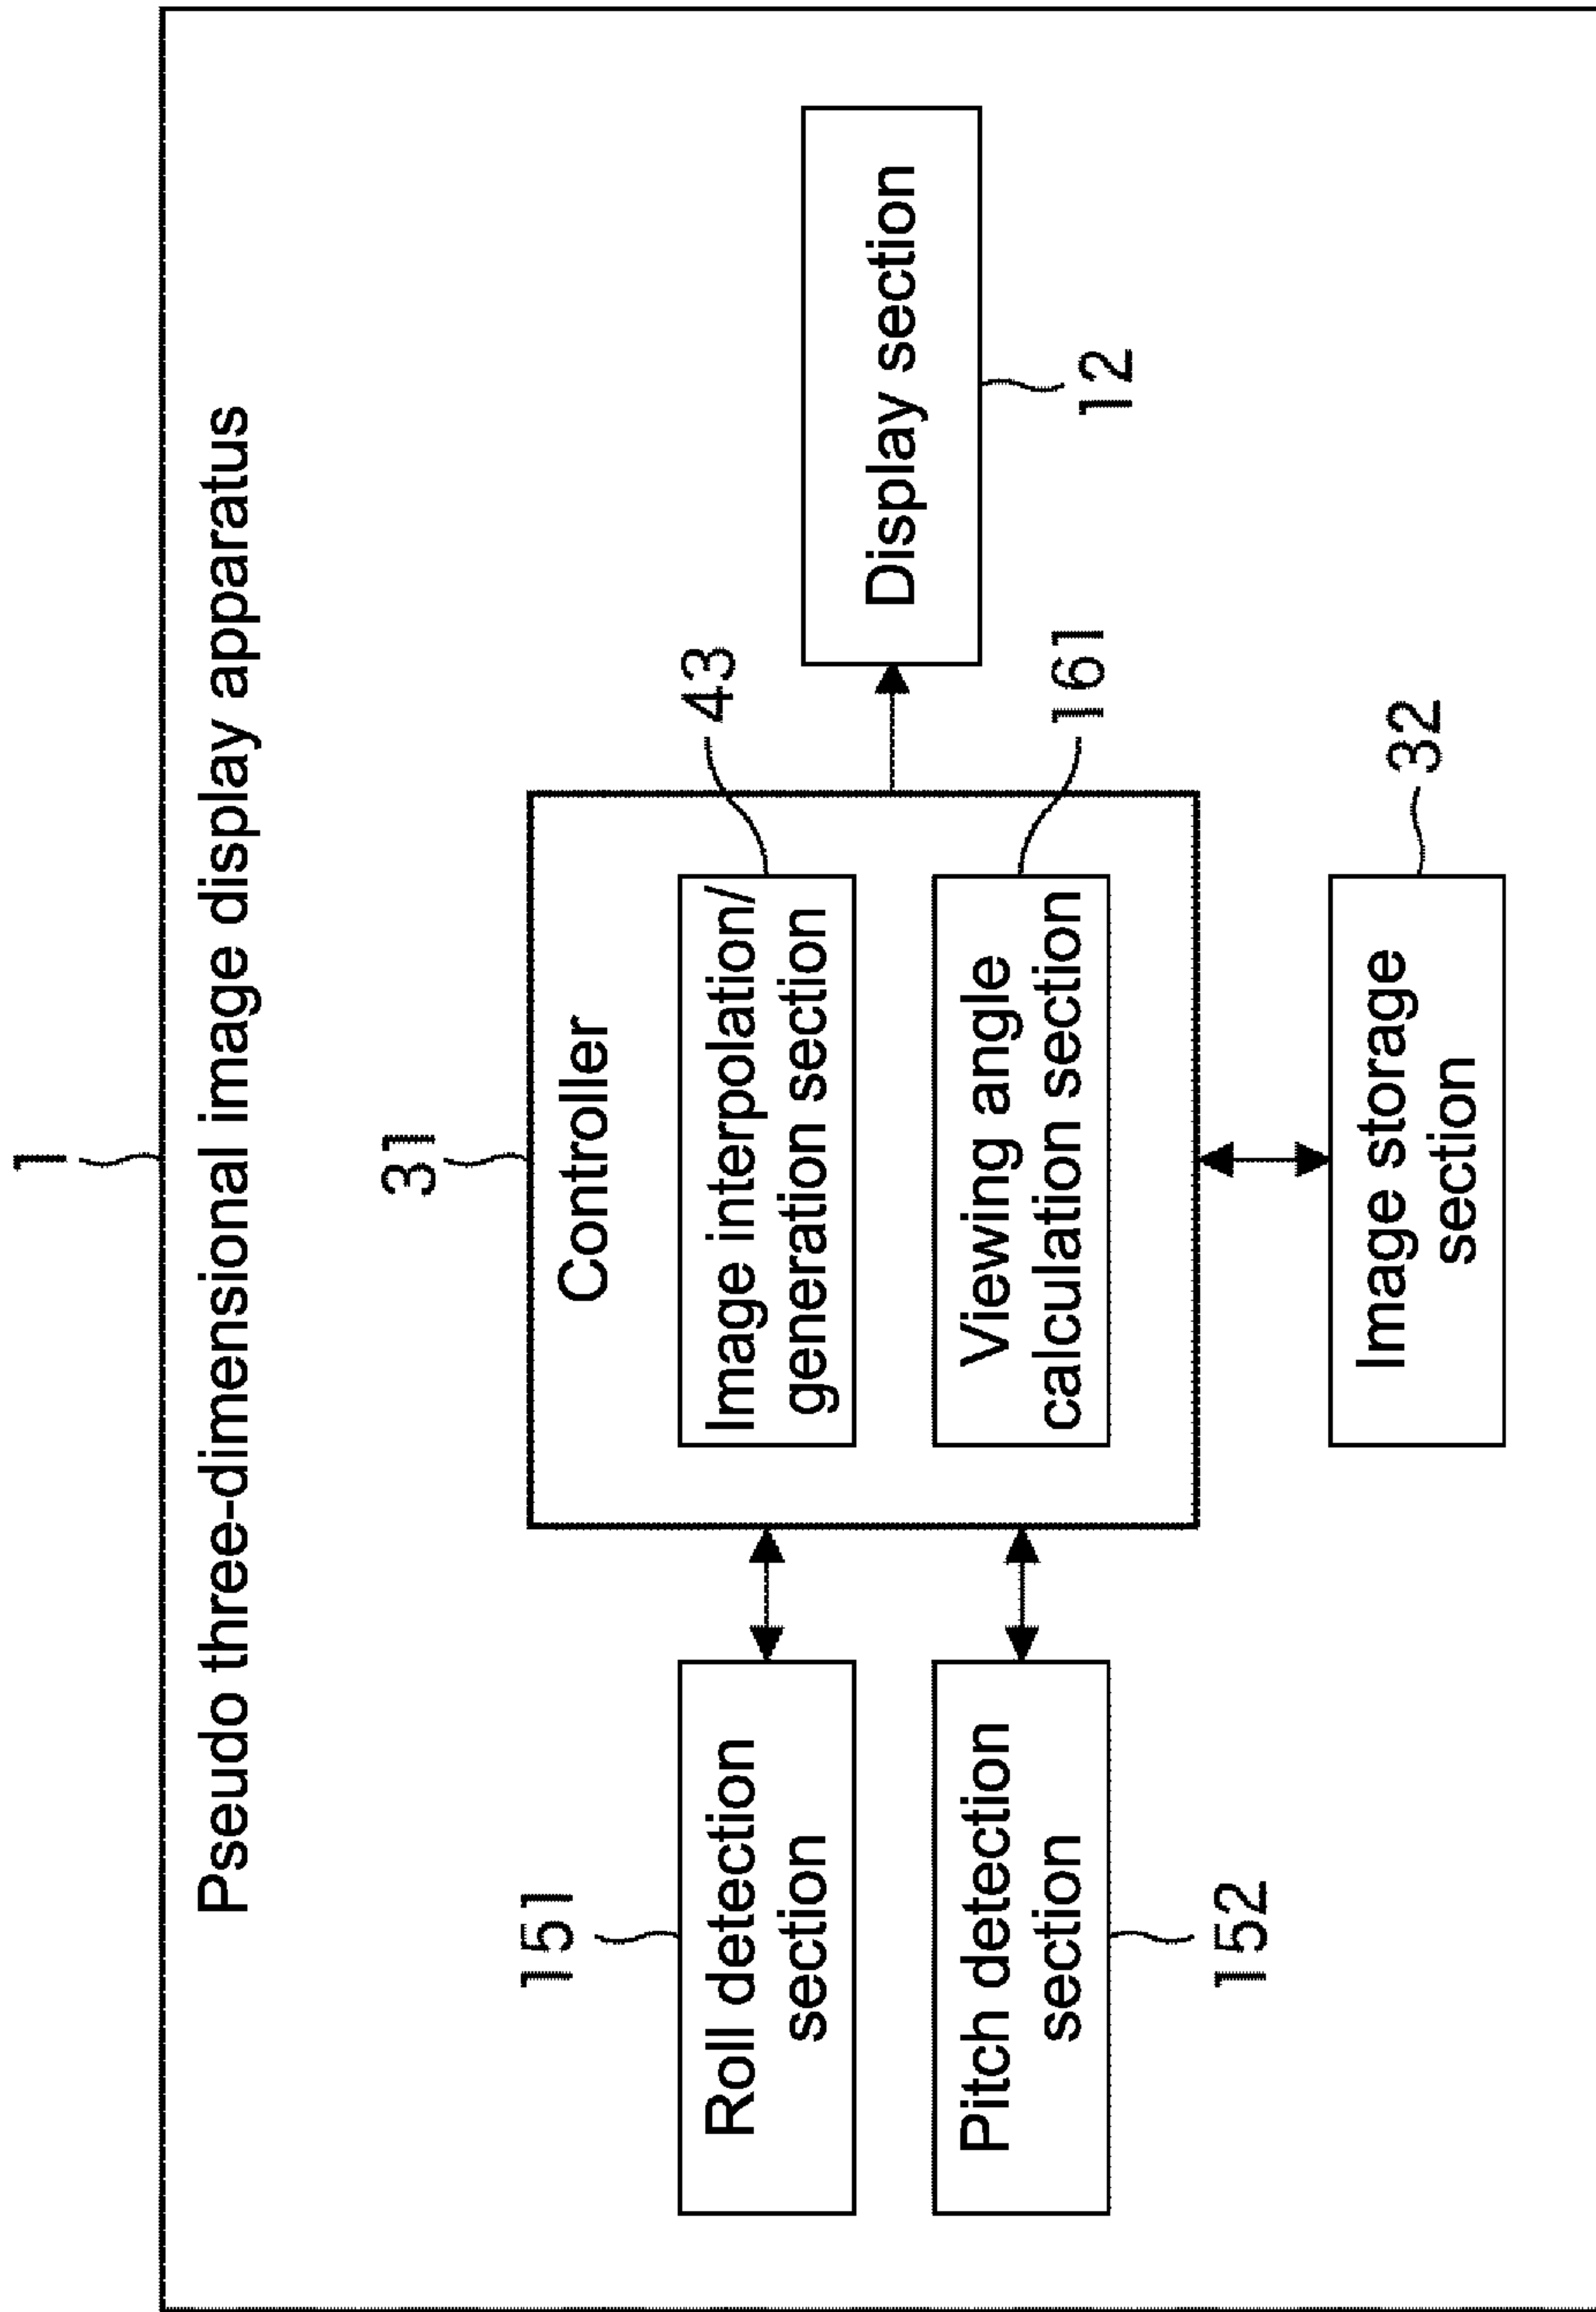 1
Pseudo three-dimensional image display apparatus
31
Controller
151
Roll detection
section
Image interpolation/
generation section
43
Display section
12
Pitch detection
section
152
Viewing angle
calculation section
161
Image storage
section
32